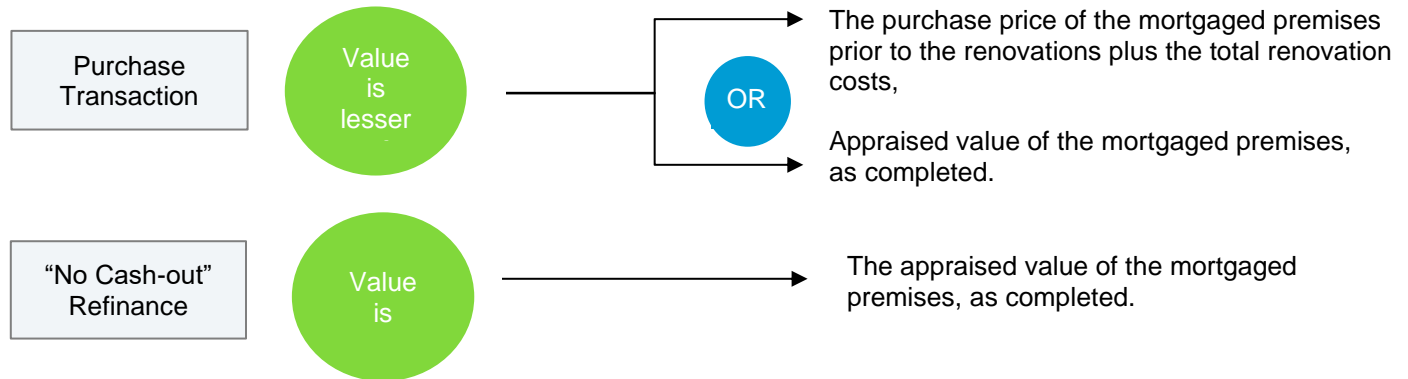 Purchase
Transaction
Value
is
lesser
OR
The purchase price of the mortgaged premises
prior to the renovations plus the total renovation
costs,
Appraised value of the mortgaged premises,
as completed.
“No Cash-out”
Refinance
Value
is
The appraised value of the mortgaged
premises, as completed.